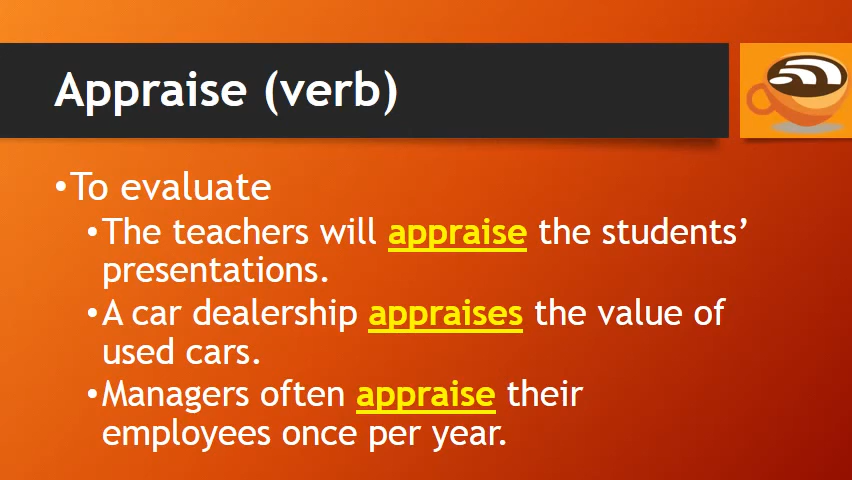 Appraise (verb)
•To evaluate
•The teachers will appraise the students’
presentations.
•A car dealership appraises the value of
used cars.
•Managers often appraise their
employees once per year.